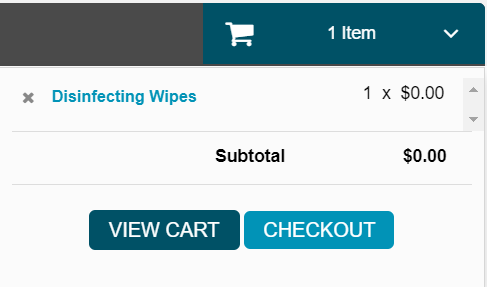 1 Item
Disinfecting Wipes 1 x $0.00
Subtotal $0.00
VIEW CART CHECKOUT